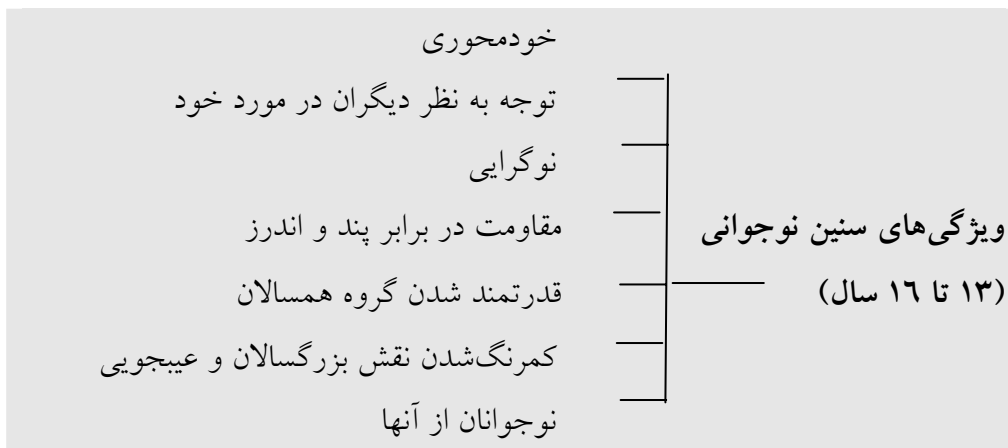 ویژگی‌های سنین نوجوانی
(۱۳ تا ۱۶ سال)
خودمحوری
توجه به نظر دیگران در مورد خود
نوگرایی
مقاومت در برابر پند و اندرز
قدرتمند شدن گروه همسالان
کمرنگ‌شدن نقش بزرگسالان و عیبجویی
نوجوانان از آنها